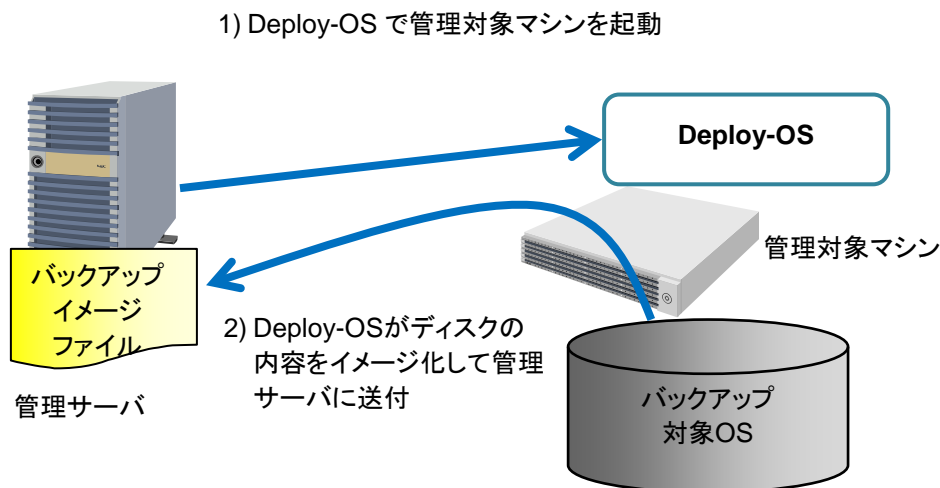 1) Deploy-OS で管理対象マシンを起動
Deploy-OS
管理対象マシン
バックアップ
イメージ
ファイル
2) Deploy-OSがディスクの
内容をイメージ化して管理
サーバに送付
管理サーバ
バックアップ
対象OS